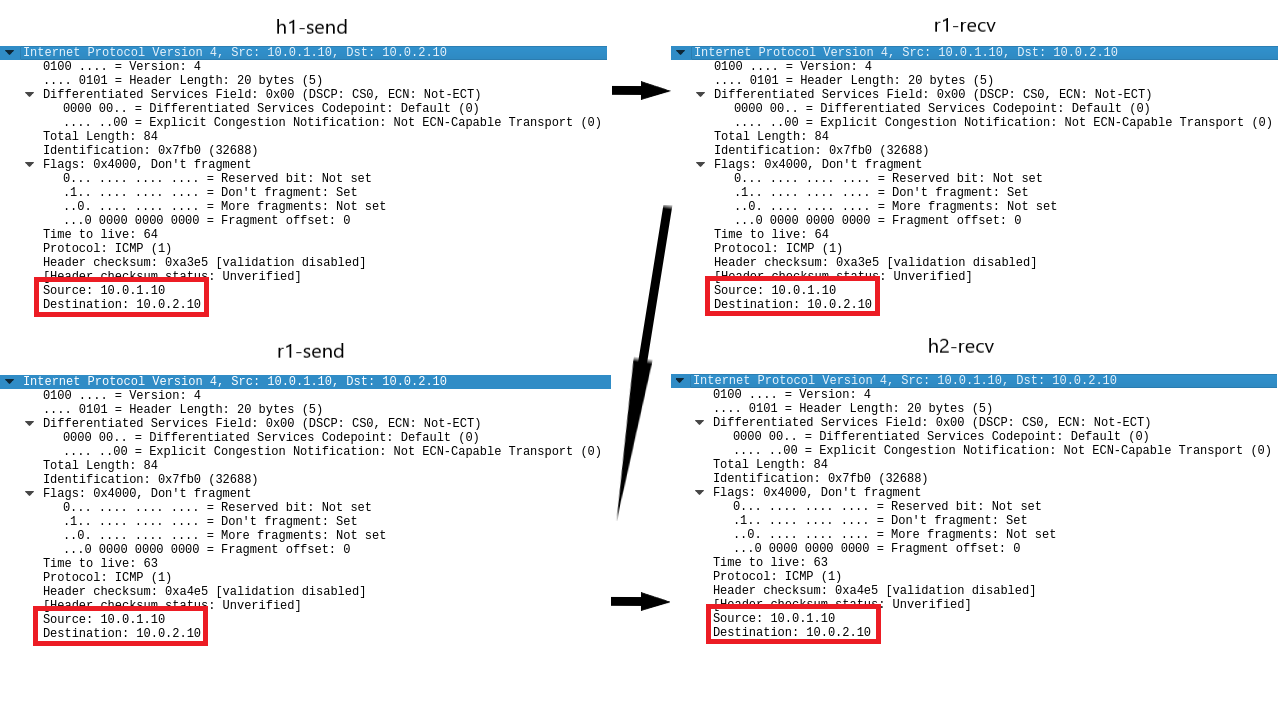 h1-send
Internet Protocol Version 4, Src: 10.0.1.10, Dst: 10.0.2.10
0100 .... = Version: 4
.... 0101 = Header Length: 20 bytes (5)
Differentiated Services Field: 0x00 (DSCP: CS0, ECN: Not-ECT)
0000 00.. = Differentiated Services Codepoint: Default (0)
.... ..00 = Explicit Congestion Notification: Not ECN-Capable Transport (0)
Total Length: 84
Identification: 0x7fb0 (32688)
Flags: 0x4000, Don't fragment
0... .... .... .... = Reserved bit: Not set
.1.. .... .... .... = Don't fragment: Set
..0. .... .... .... = More fragments: Not set
...0 0000 0000 0000 = Fragment offset: 0
Time to live: 64
Protocol: ICMP (1)
Header checksum: 0xa3e5 [validation disabled]
[Header checksum status: Unverified]
Source: 10.0.1.10
Destination: 10.0.2.10
r1-recv
Internet Protocol Version 4, Src: 10.0.1.10, Dst: 10.0.2.10
0100 .... = Version: 4
.... 0101 = Header Length: 20 bytes (5)
Differentiated Services Field: 0x00 (DSCP: CS0, ECN: Not-ECT)
0000 00.. = Differentiated Services Codepoint: Default (0)
.... ..00 = Explicit Congestion Notification: Not ECN-Capable Transport (0)
Total Length: 84
Identification: 0x7fb0 (32688)
Flags: 0x4000, Don't fragment
0... .... .... .... = Reserved bit: Not set
.1.. .... .... .... = Don't fragment: Set
..0. .... .... .... = More fragments: Not set
...0 0000 0000 0000 = Fragment offset: 0
Time to live: 64
Protocol: ICMP (1)
Header checksum: 0xa3e5 [validation disabled]
[Header checksum status: Unverified]
Source: 10.0.1.10
Destination: 10.0.2.10
r1-send
Internet Protocol Version 4, Src: 10.0.1.10, Dst: 10.0.2.10
0100 .... = Version: 4
.... 0101 = Header Length: 20 bytes (5)
Differentiated Services Field: 0x00 (DSCP: CS0, ECN: Not-ECT)
0000 00.. = Differentiated Services Codepoint: Default (0)
.... ..00 = Explicit Congestion Notification: Not ECN-Capable Transport (0)
Total Length: 84
Identification: 0x7fb0 (32688)
Flags: 0x4000, Don't fragment
0... .... .... .... = Reserved bit: Not set
.1.. .... .... .... = Don't fragment: Set
..0. .... .... .... = More fragments: Not set
...0 0000 0000 0000 = Fragment offset: 0
Time to live: 63
Protocol: ICMP (1)
Header checksum: 0xa4e5 [validation disabled]
[Header checksum status: Unverified]
Source: 10.0.1.10
Destination: 10.0.2.10
h2-recv
Internet Protocol Version 4, Src: 10.0.1.10, Dst: 10.0.2.10
0100 .... = Version: 4
.... 0101 = Header Length: 20 bytes (5)
Differentiated Services Field: 0x00 (DSCP: CS0, ECN: Not-ECT)
0000 00.. = Differentiated Services Codepoint: Default (0)
.... ..00 = Explicit Congestion Notification: Not ECN-Capable Transport (0)
Total Length: 84
Identification: 0x7fb0 (32688)
Flags: 0x4000, Don't fragment
0... .... .... .... = Reserved bit: Not set
.1.. .... .... .... = Don't fragment: Set
..0. .... .... .... = More fragments: Not set
...0 0000 0000 0000 = Fragment offset: 0
Time to live: 63
Protocol: ICMP (1)
Header checksum: 0xa4e5 [validation disabled]
[Header checksum status: Unverified]
Source: 10.0.1.10
Destination: 10.0.2.10